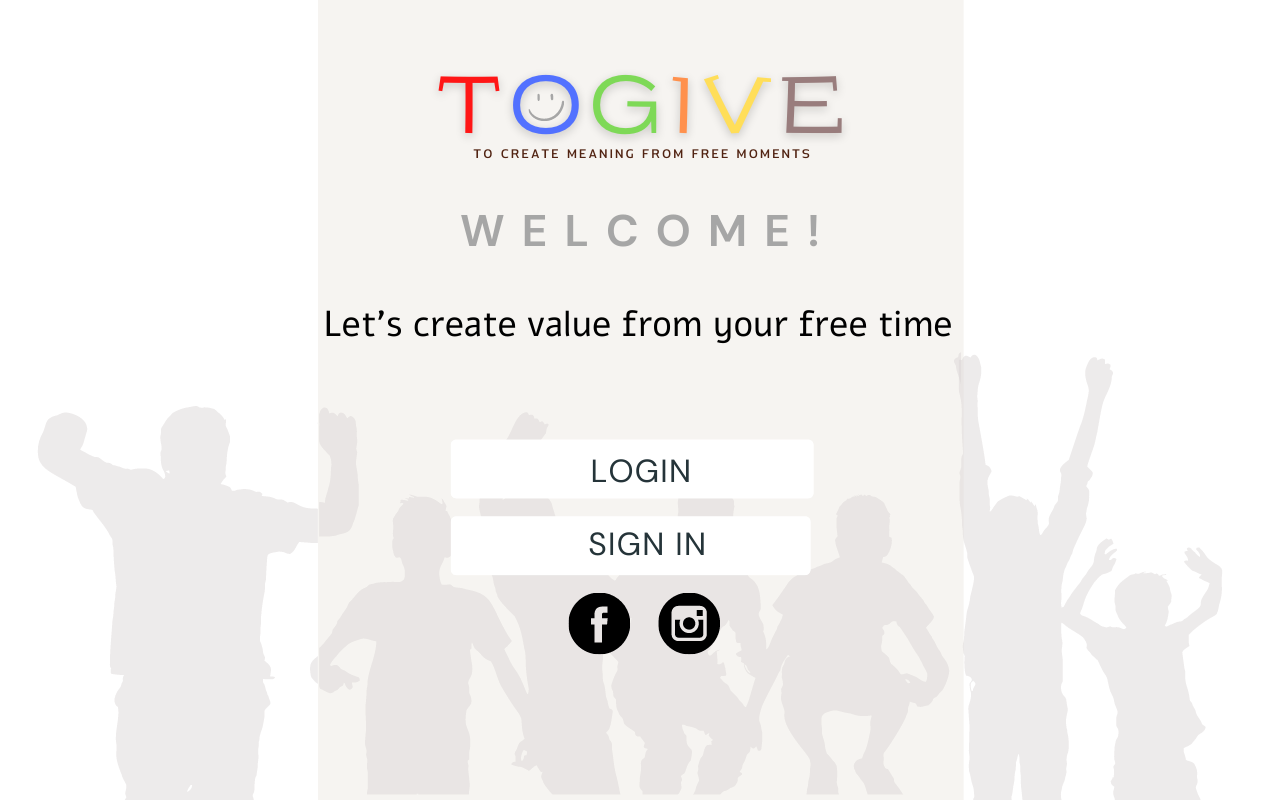 TOGIVE
TO CREATE MEANING FROM FREE MOMENTS
WELCOME!
Let's create value from your free time
LOGIN
SIGN IN
f